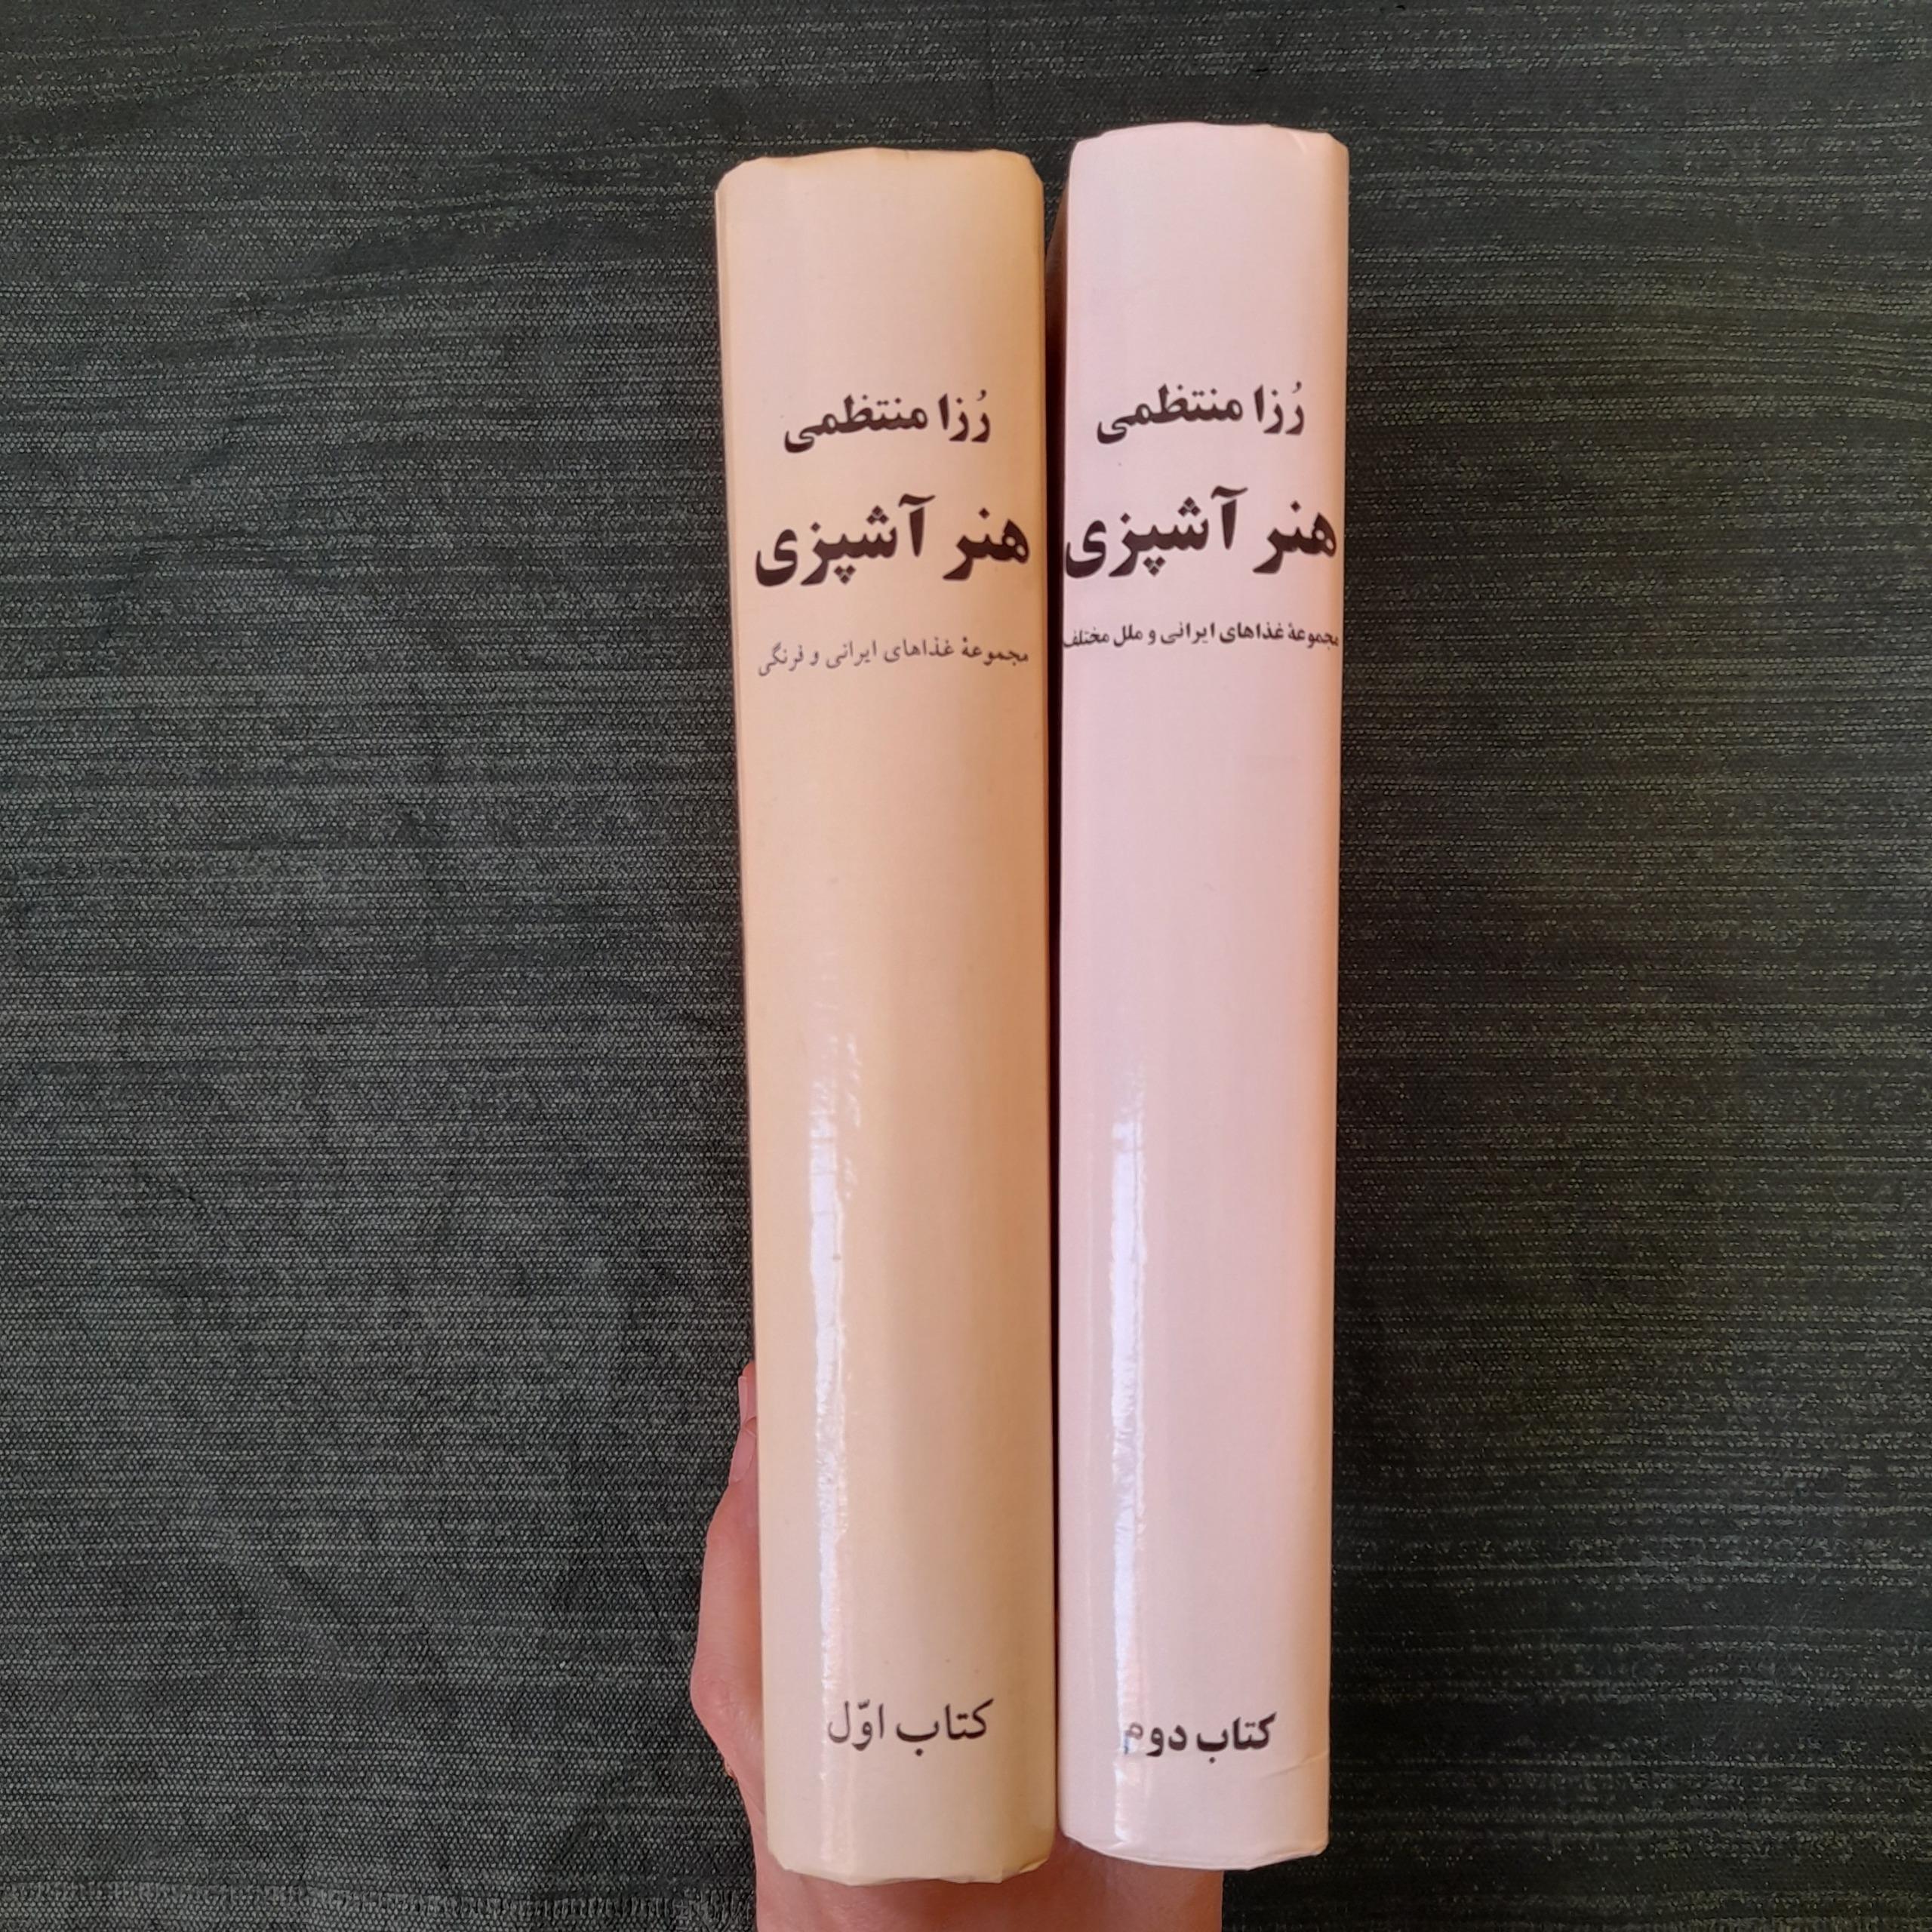 رُزا منتظمی
هنر آشپزی
مجموعهٔ غذاهای ایرانی و فرنگی
کتاب اوّل
رُزا منتظمی
هنر آشپزی
مجموعهٔ غذاهای ایرانی و ملل مختلف
کتاب دوم